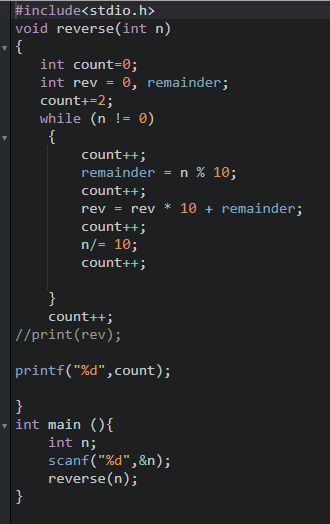 #include<stdio.h>
void reverse(int n)
{
int count=0;
int rev = 0, remainder;
count+=2;
while (n != 0)
{
count++;
remainder = n % 10;
count++;
rev = rev * 10 + remainder;
count++;
n/= 10;
count++;
}
count++;
//print(rev);
printf("%d",count);
}
int main (){
int n;
scanf("%d",&n);
reverse(n);
}